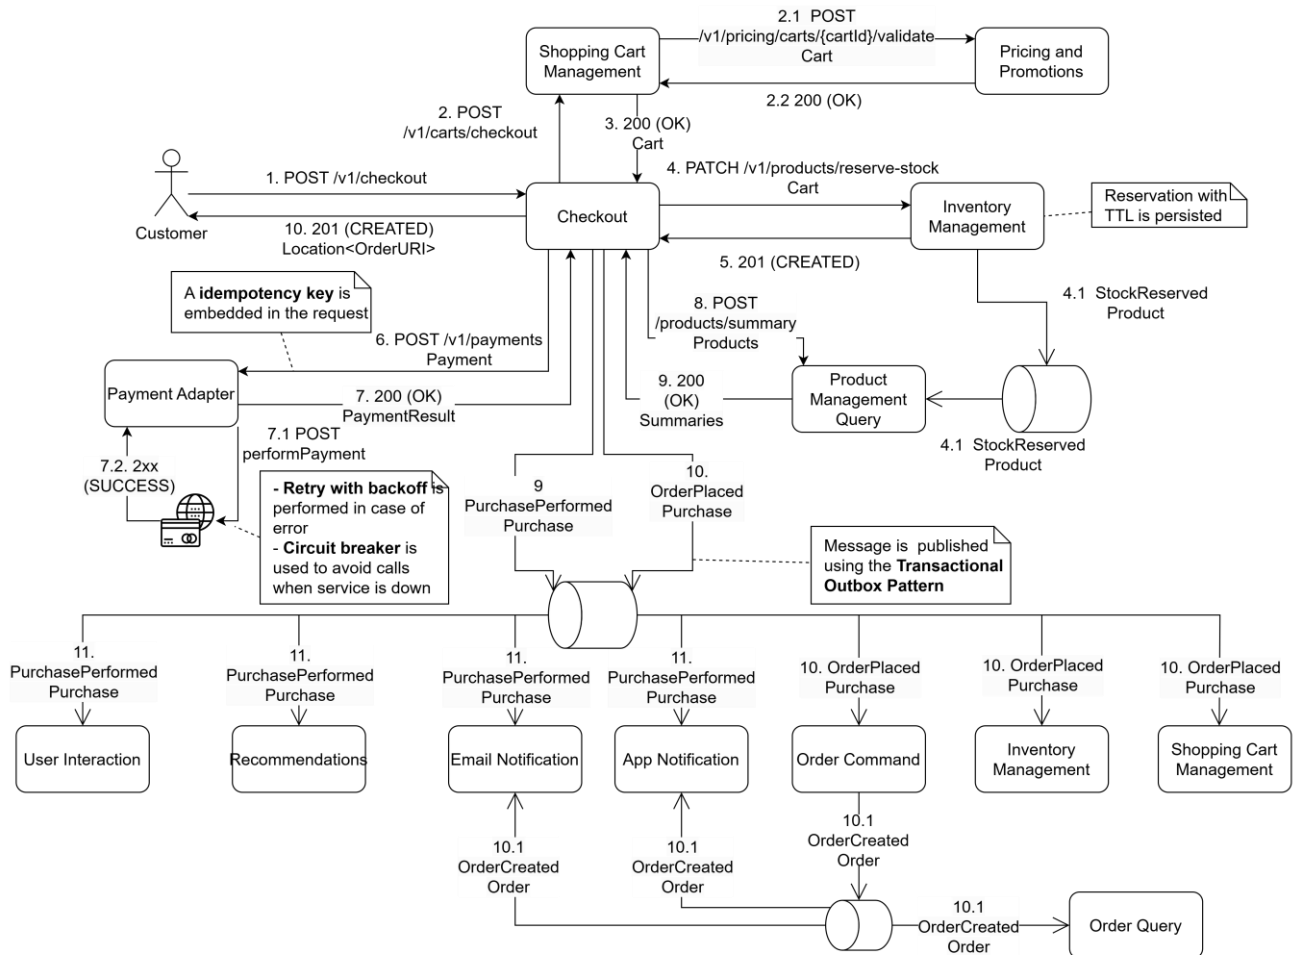 2.1 POST
/v1/pricing/carts/{cartId}/validate
Cart
Shopping Cart
Management
Pricing and
Promotions
2.2 200 (OK)
2. POST
/v1/carts/checkout
3. 200 (OK)
Cart
1. POST /v1/checkout
4. PATCH /v1/products/reserve-stock
Cart
Reservation with
TTL is persisted
Customer
Checkout
Inventory
Management
10. 201 (CREATED)
Location<OrderURI>
5. 201 (CREATED)
A idempotency key is
embedded in the request
8. POST
/products/summary
Products
4.1 StockReserved
Product
6. POST /v1/payments
Payment
Payment Adapter
7. 200 (OK)
PaymentResult
9. 200
(OK)
Summaries
Product
Management
Query
4.1 StockReserved
Product
7.1 POST
performPayment
7.2. 2xx
(SUCCESS)
- Retry with backoff is
performed in case of
error
- Circuit breaker is
used to avoid calls
when service is down
9
PurchasePerformed
Purchase
10.
OrderPlaced
Purchase
Message is published
using the Transactional
Outbox Pattern
11.
PurchasePerformed
Purchase
11.
PurchasePerformed
Purchase
11.
PurchasePerformed
Purchase
11.
PurchasePerformed
Purchase
10. OrderPlaced
Purchase
10. OrderPlaced
Purchase
10. OrderPlaced
Purchase
User Interaction
Recommendations
Email Notification
App Notification
Order Command
Inventory
Management
Shopping Cart
Management
10.1
OrderCreated
Order
10.1
OrderCreated
Order
10.1
OrderCreated
Order
10.1
OrderCreated
Order
Order Query